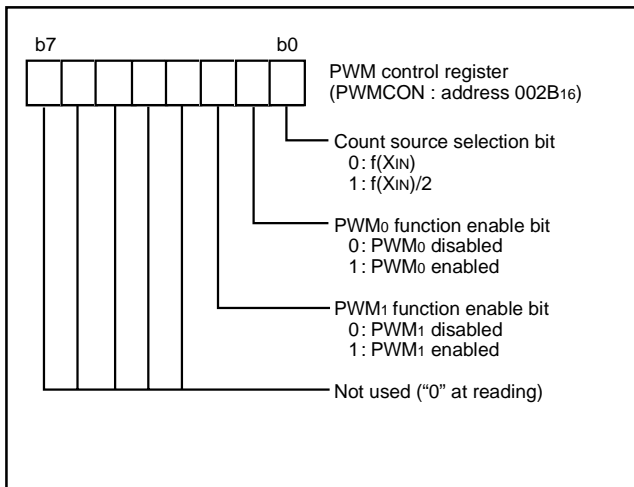 b7 b0
PWM control register
(PWMCON : address 002B16)
Count source selection bit
0: f(XIN)
1: f(XIN)/2
PWM0 function enable bit
0: PWM0 disabled
1: PWM0 enabled
PWM1 function enable bit
0: PWM1 disabled
1: PWM1 enabled
Not used (“0” at reading)